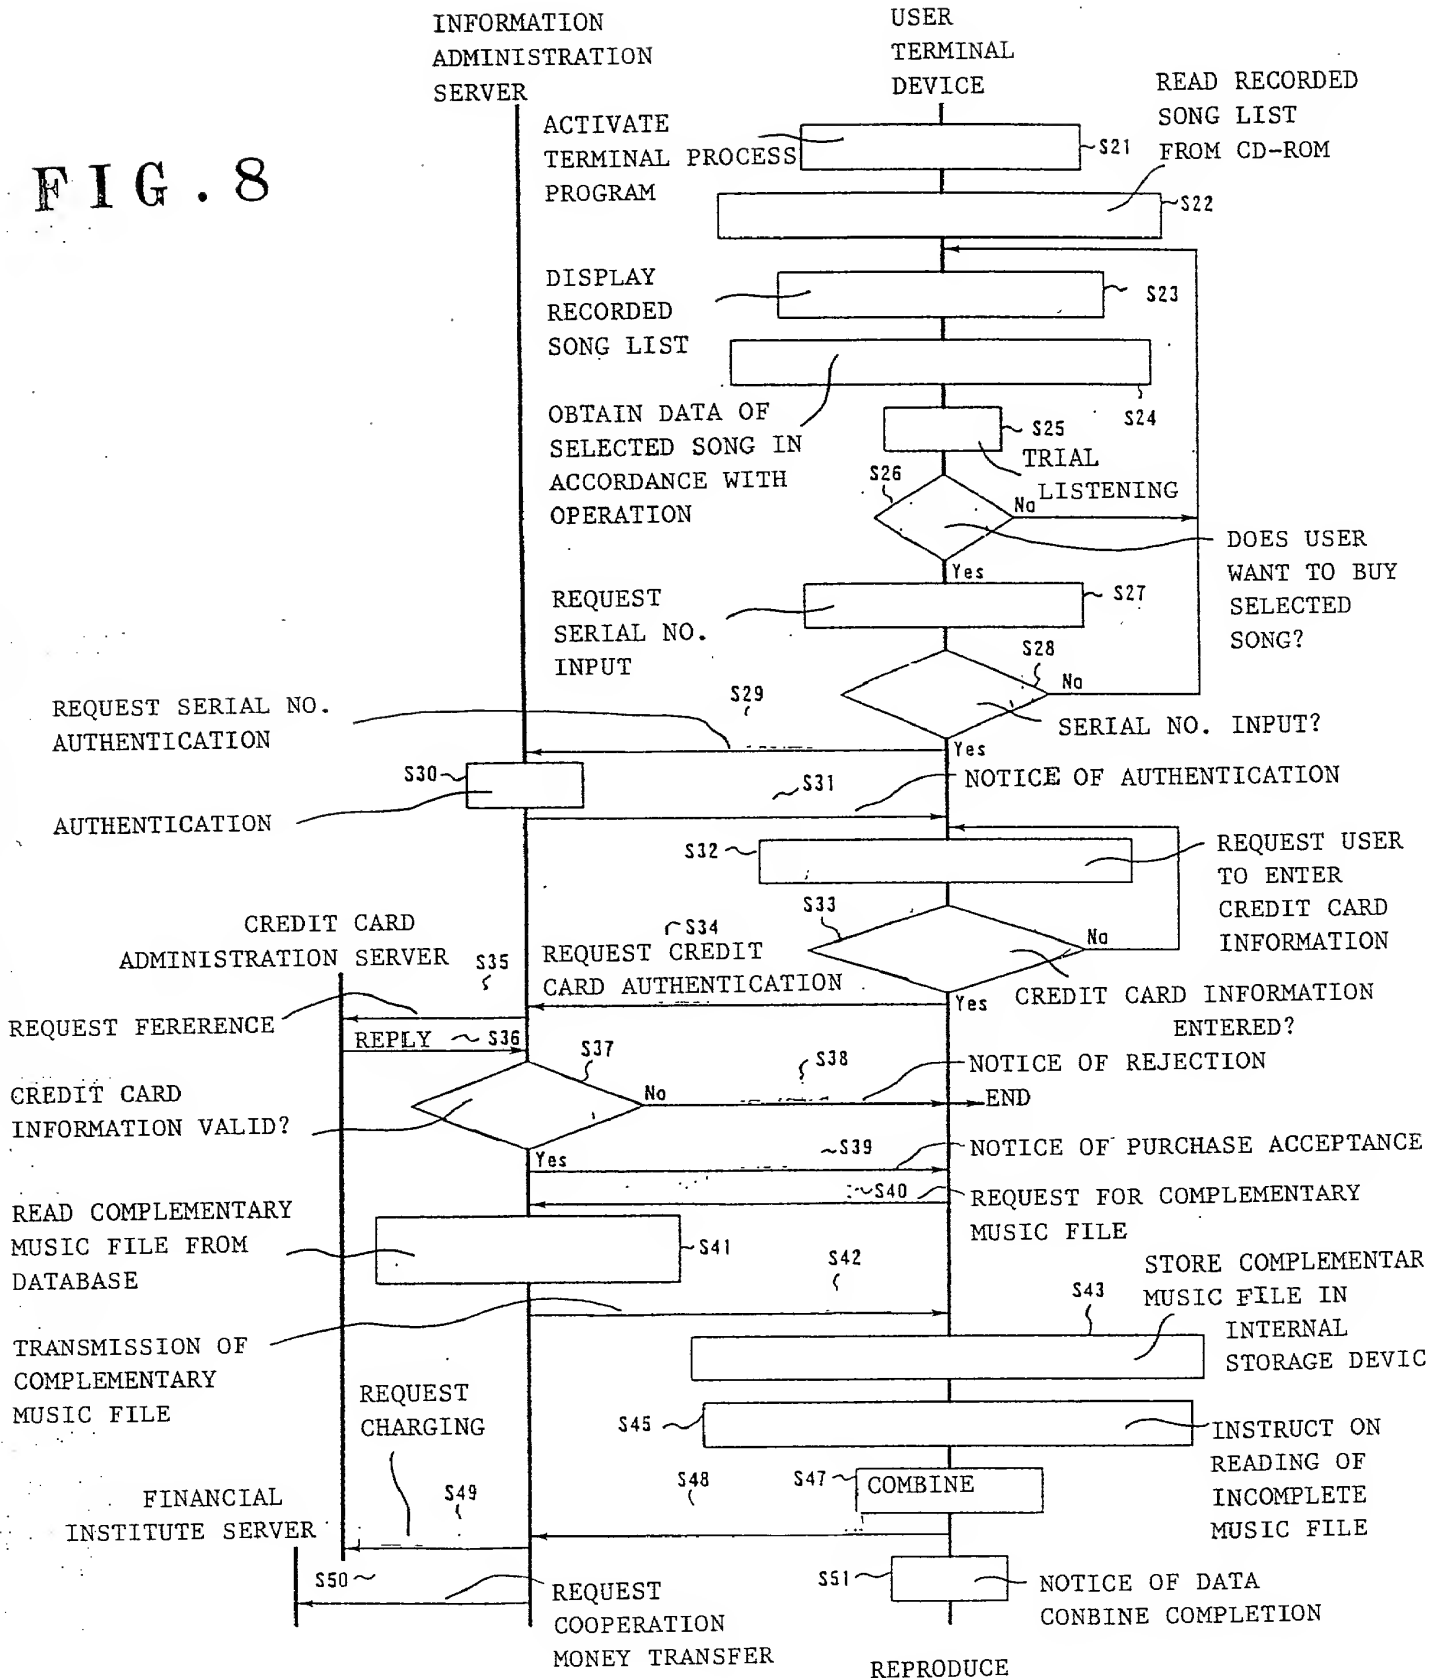 FIG.8
INFORMATION
ADMINISTRATION
SERVER
USER
TERMINAL
DEVICE
READ RECORDED
SONG LIST
FROM CD-ROM
ACTIVATE
TERMINAL PROCESS
PROGRAM
S21
S22
DISPLAY
RECORDED
SONG LIST
S23
S24
OBTAIN DATA OF
SELECTED SONG IN
ACCORDANCE WITH
OPERATION
S25
TRIAL
LISTENING
S26
No
Yes
DOES USER
WANT TO BUY
SELECTED
SONG?
REQUEST
SERIAL NO.
INPUT
S27
S28
No
SERIAL NO. INPUT?
Yes
S29
REQUEST SERIAL NO.
AUTHENTICATION
S30
AUTHENTICATION
S31
NOTICE OF AUTHENTICATION
S32
REQUEST USER
TO ENTER
CREDIT CARD
INFORMATION
S33
No
Yes
CREDIT CARD INFORMATION
ENTERED?
S34
REQUEST CREDIT
CARD AUTHENTICATION
CREDIT CARD
ADMINISTRATION SERVER
S35
REQUEST FERERENCE
REPLY
S36
S37
No
Yes
CREDIT CARD
INFORMATION VALID?
S38
NOTICE OF REJECTION
END
S39
NOTICE OF PURCHASE ACCEPTANCE
S40
REQUEST FOR COMPLEMENTARY
MUSIC FILE
READ COMPLEMENTARY
MUSIC FILE FROM
DATABASE
S41
S42
TRANSMISSION OF
COMPLEMENTARY
MUSIC FILE
STORE COMPLEMENTAR
MUSIC FILE IN
INTERNAL
STORAGE DEVIC
S43
REQUEST
CHARGING
S45
INSTRUCT ON
READING OF
INCOMPLETE
MUSIC FILE
S47
COMBINE
S48
S49
FINANCIAL
INSTITUTE SERVER
S50
REQUEST
COOPERATION
MONEY TRANSFER
S51
NOTICE OF DATA
CONBINE COMPLETION
REPRODUCE